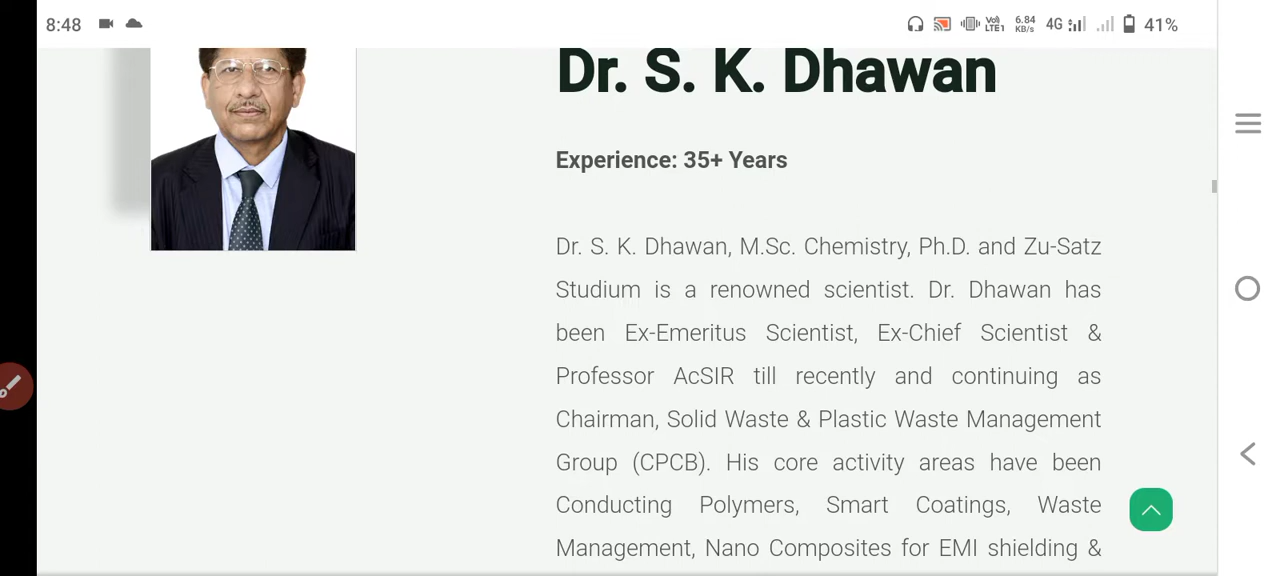 8:48
Vo) LTE1 6.84 KB/s 4G 41%
Dr. S. K. Dhawan
Experience: 35+ Years
Dr. S. K. Dhawan, M.Sc. Chemistry, Ph.D. and Zu-Satz
Studium is a renowned scientist. Dr. Dhawan has
been Ex-Emeritus Scientist, Ex-Chief Scientist &
Professor AcSIR till recently and continuing as
Chairman, Solid Waste & Plastic Waste Management
Group (CPCB). His core activity areas have been
Conducting Polymers, Smart Coatings, Waste
Management, Nano Composites for EMI shielding &